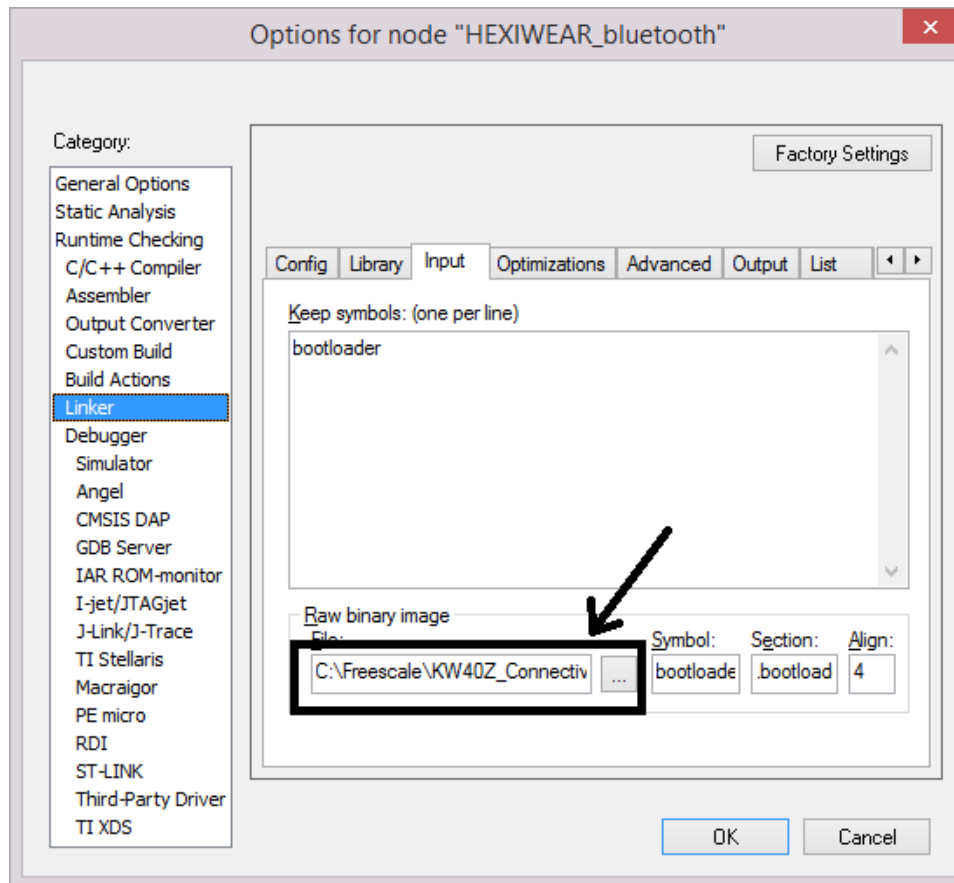 Options for node "HEXIWEAR_bluetooth"
Category:
Factory Settings
General Options
Static Analysis
Runtime Checking
C/C++ Compiler
Assembler
Output Converter
Custom Build
Build Actions
Linker
Debugger
Simulator
Angel
CMSIS DAP
GDB Server
IAR ROM-monitor
I-jet/JTAGjet
J-Link/J-Trace
TI Stellaris
Macraigor
PE micro
RDI
ST-LINK
Third-Party Driver
TI XDS
Config Library Input Optimizations Advanced Output List
Keep symbols: (one per line)
bootloader
Raw binary image
File: Symbol: Section: Align:
C:\Freescale\KW40Z_Connectiv ... bootloade .bootload 4
OK Cancel